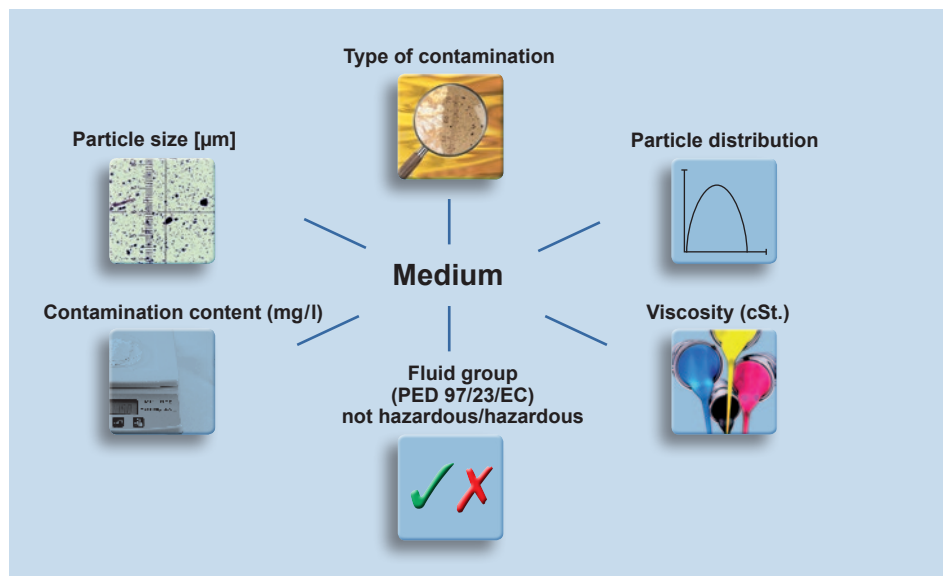 Type of contamination
Particle size [µm]
Particle distribution
Medium
Contamination content (mg/l)
Viscosity (cSt.)
Fluid group
(PED 97/23/EC)
not hazardous/hazardous